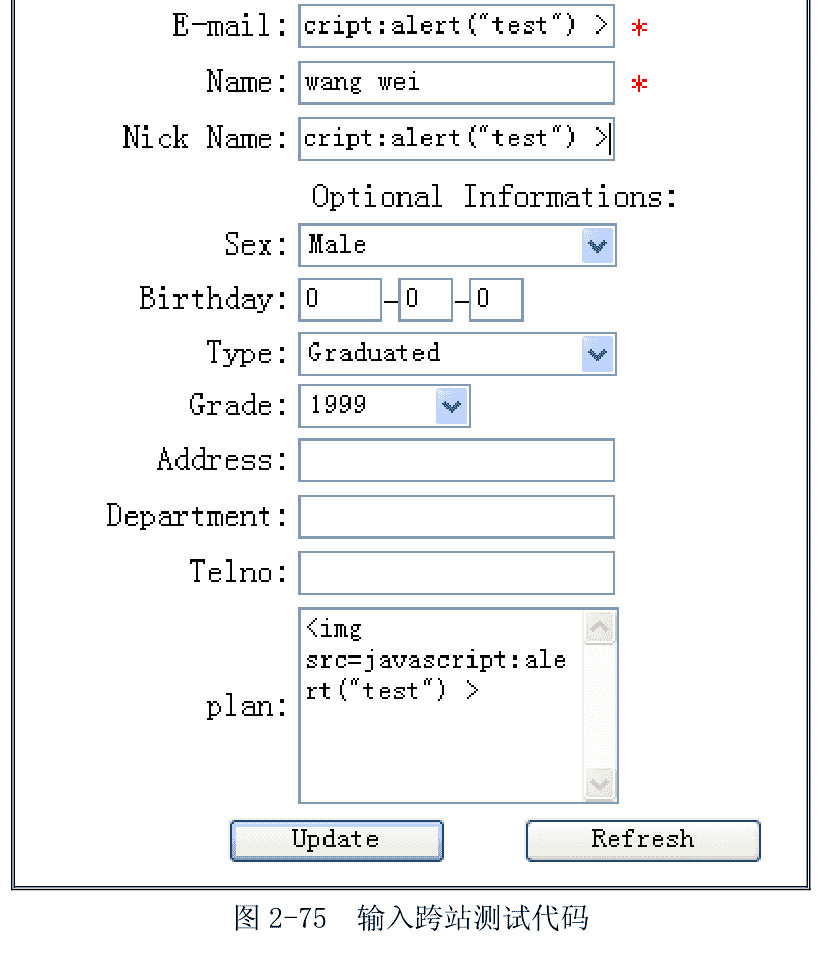 E-mail: cript:alert("test") > *
Name: wang wei *
Nick Name: cript:alert("test") >
Optional Informations:
Sex: Male
Birthday: 0 - 0 - 0
Type: Graduated
Grade: 1999
Address:
Department:
Telno:
plan: <img
src=javascript:ale
rt("test") >
Update Refresh
图 2-75 输入跨站测试代码